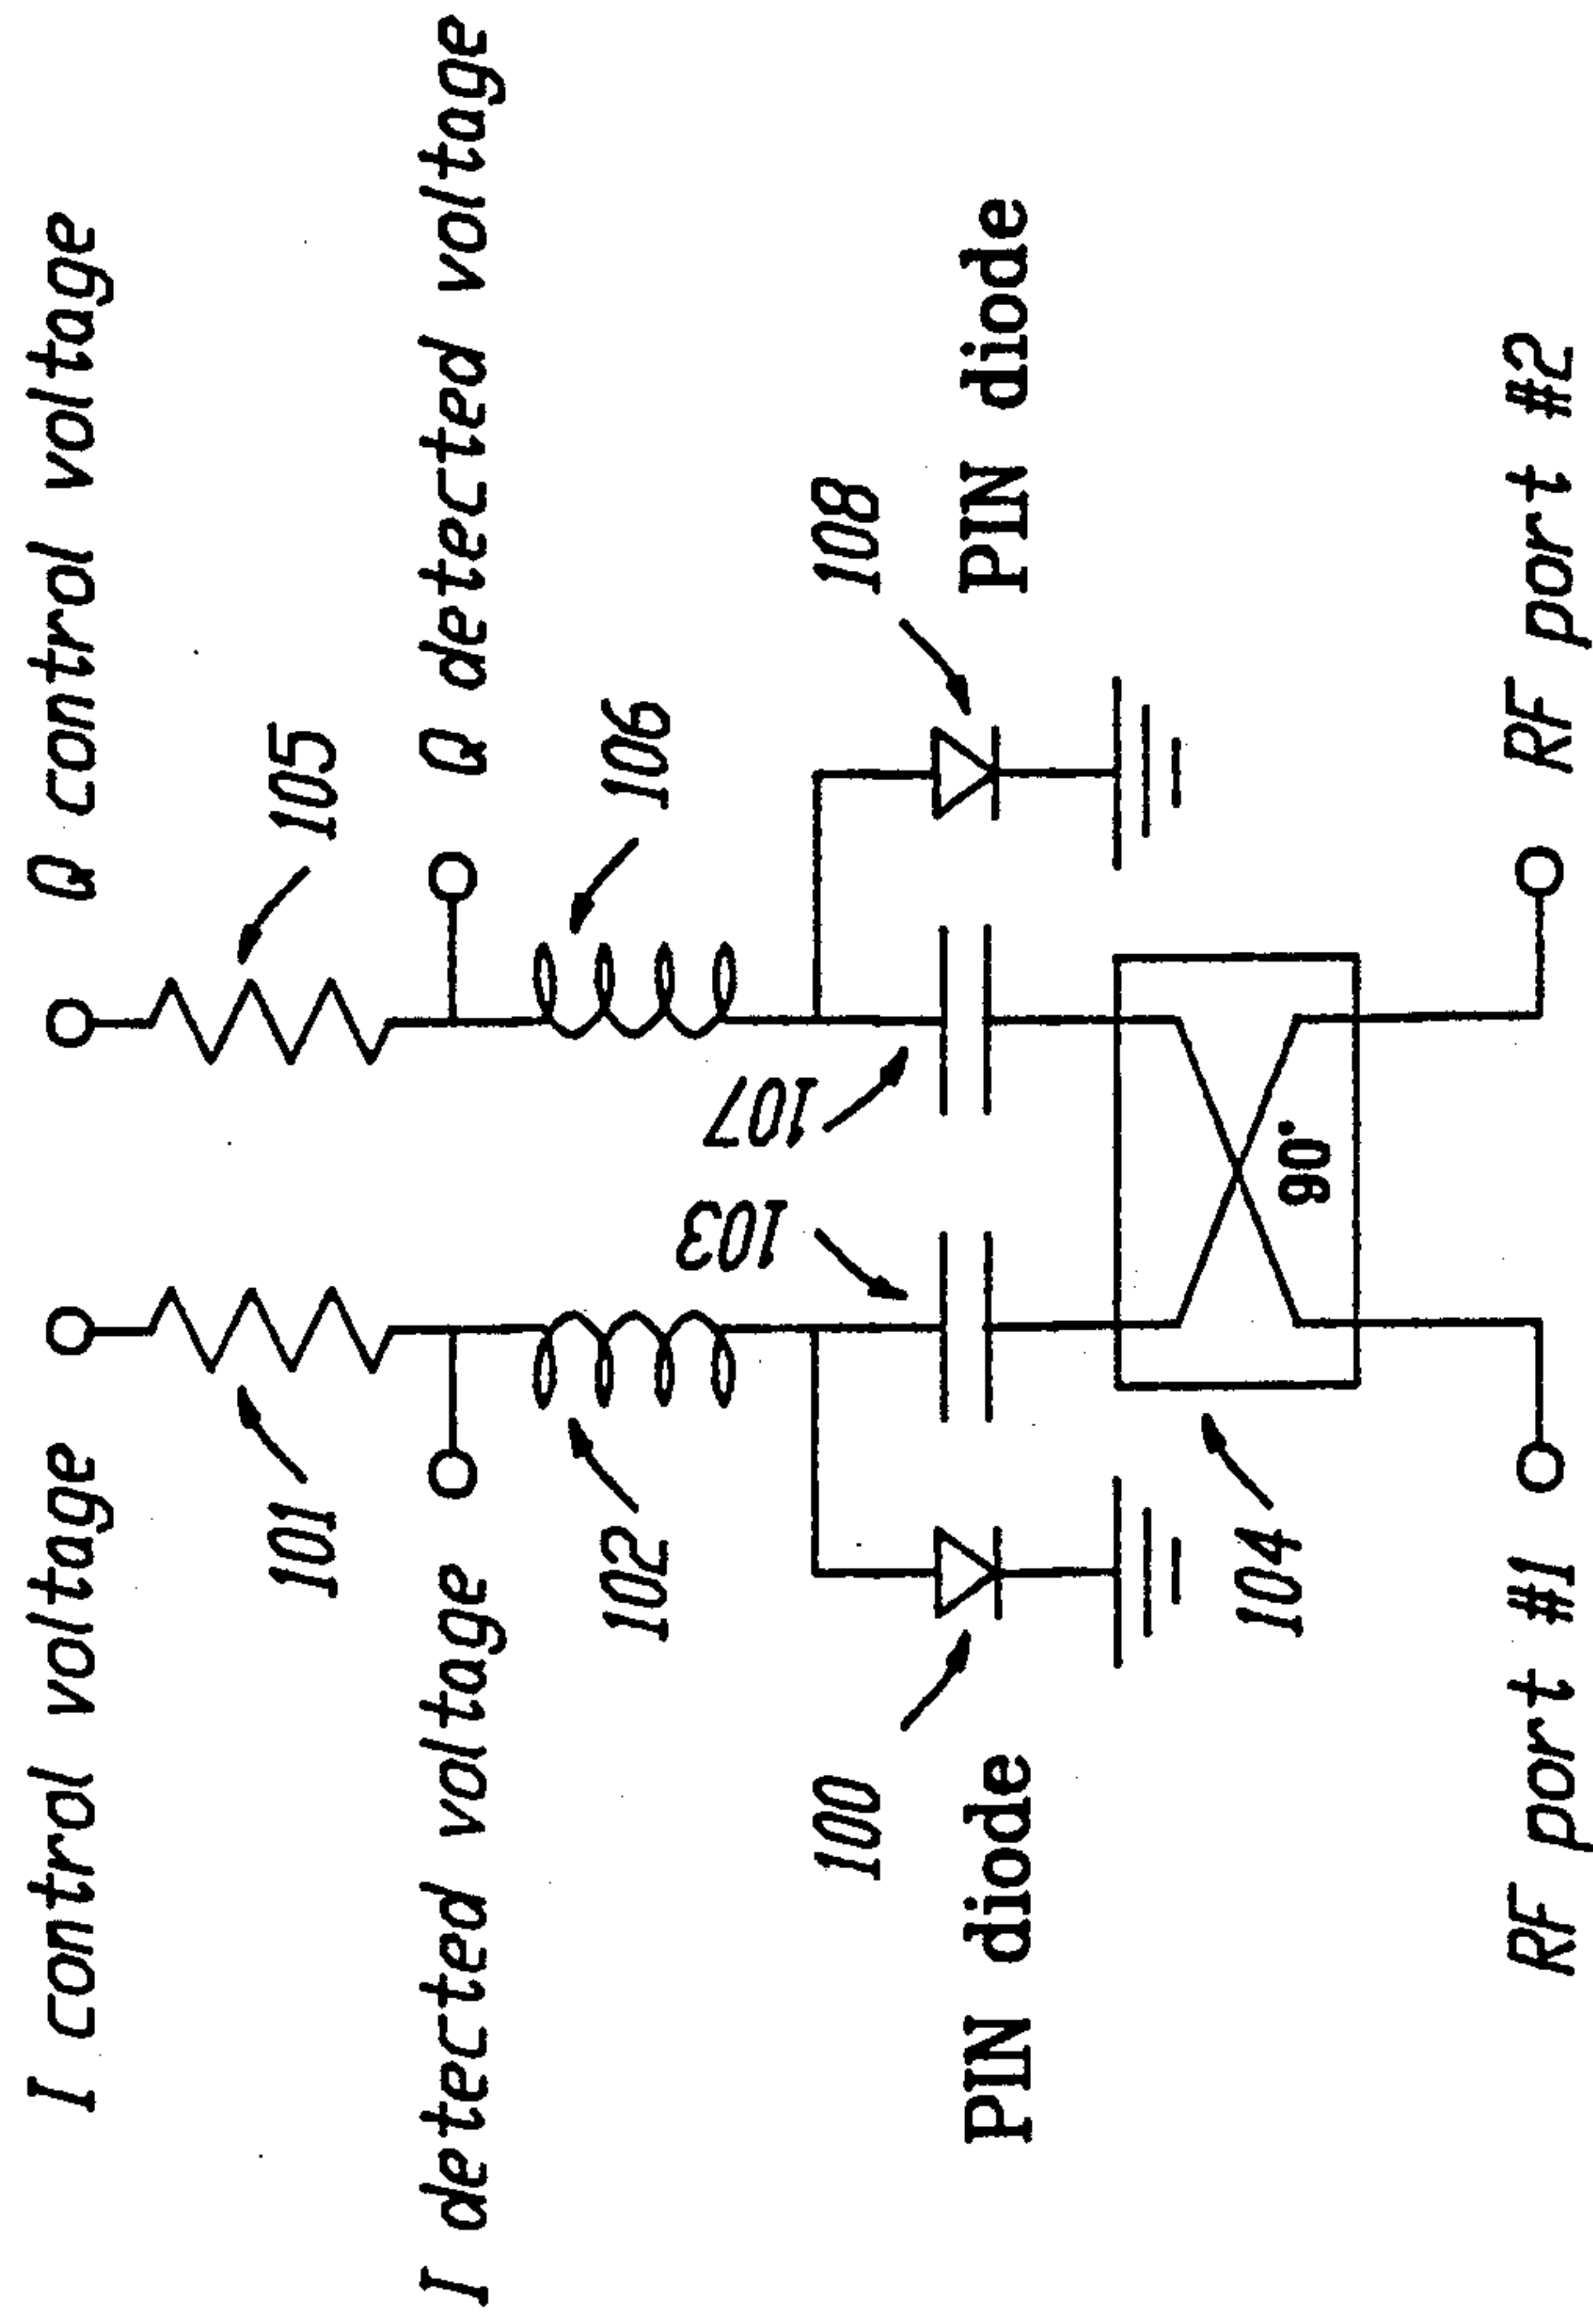 I control voltage
Q control voltage
101
105
I detected voltage
Q detected voltage
102
106
103
107
100
108
PIN diode
PIN diode
104
90°
RF port #1
RF port #2